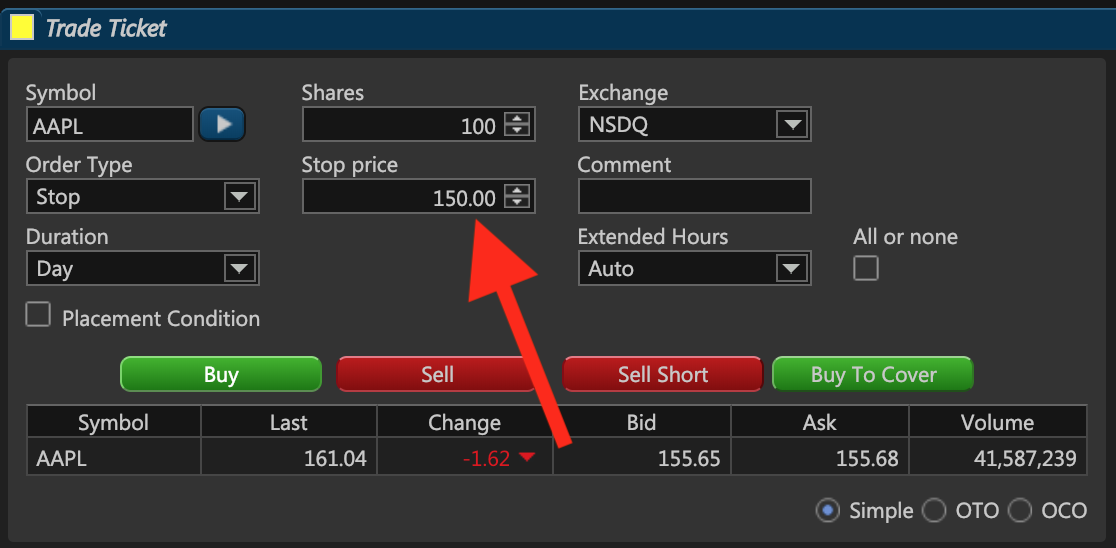 Trade Ticket
Symbol Shares Exchange
AAPL 100 NSDQ
Order Type Stop price Comment
Stop 150.00
Duration Extended Hours All or none
Day Auto
Placement Condition
Buy Sell Sell Short Buy To Cover
Symbol Last Change Bid Ask Volume
AAPL 161.04 -1.62 155.65 155.68 41,587,239
Simple OTO OCO